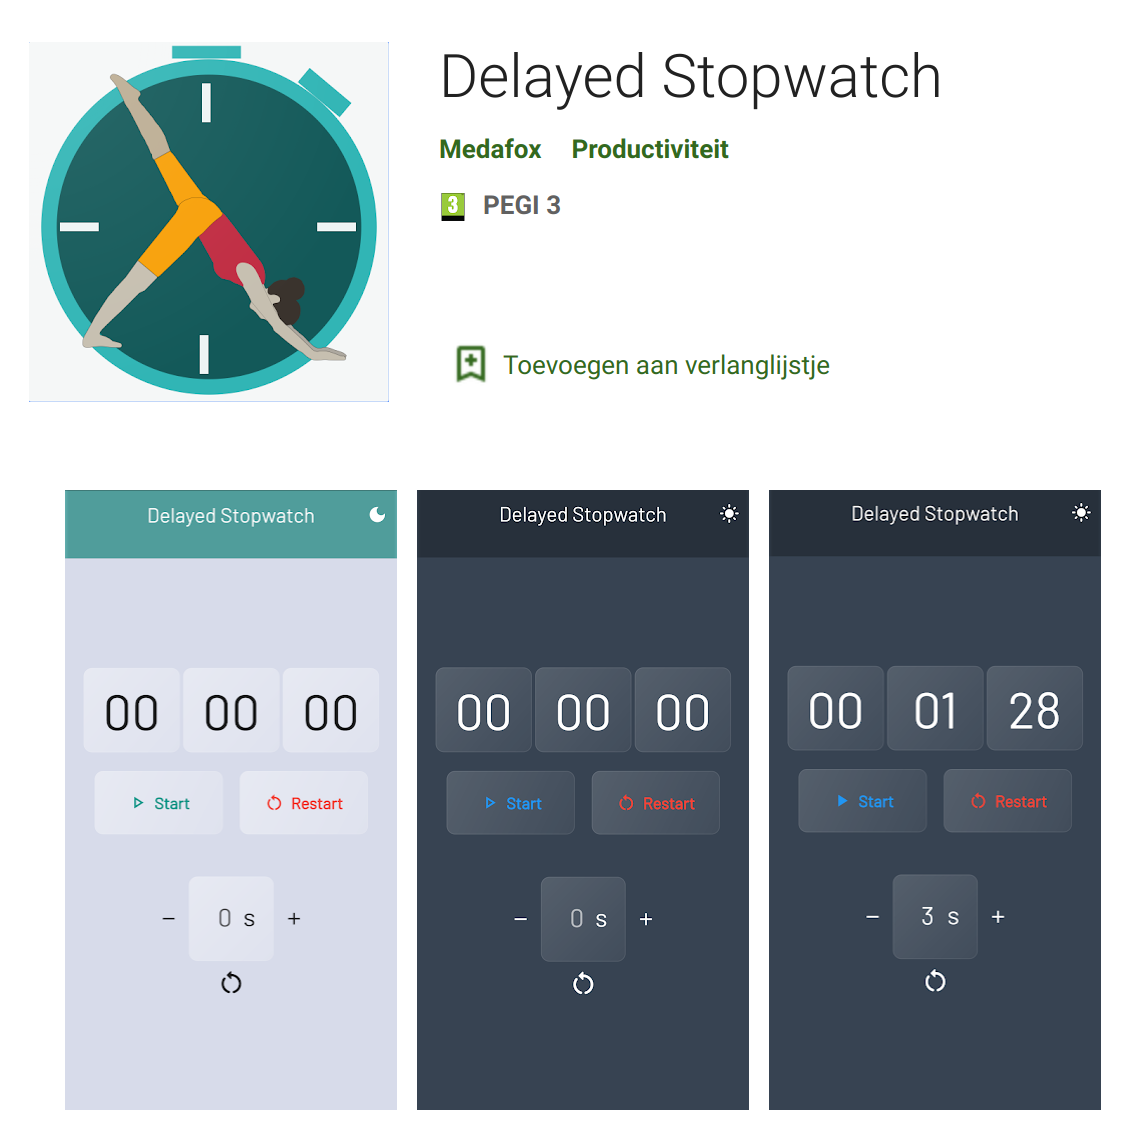 Delayed Stopwatch
Medafox Productiviteit
3 PEGI 3
Toevoegen aan verlanglijstje
Delayed Stopwatch
00 00 00
Start Restart
− 0 s +
Delayed Stopwatch
00 00 00
Start Restart
− 0 s +
Delayed Stopwatch
00 01 28
Start Restart
− 3 s +